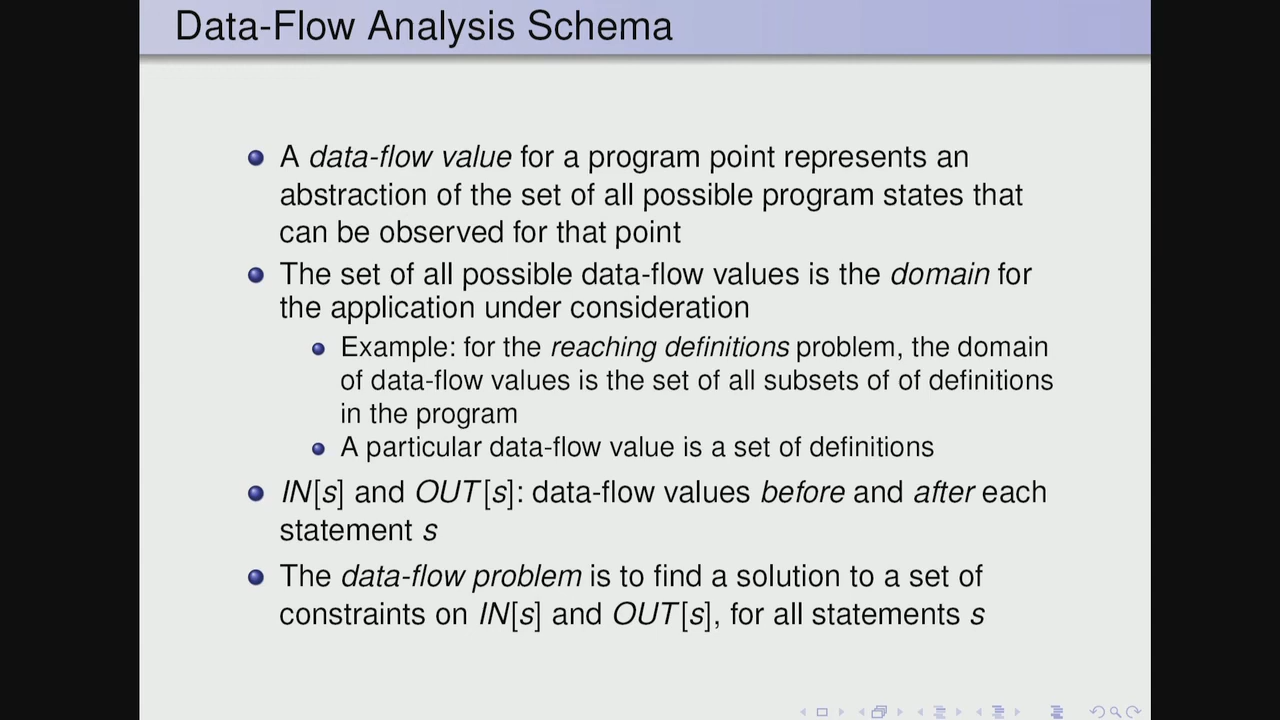 Data-Flow Analysis Schema
A data-flow value for a program point represents an
abstraction of the set of all possible program states that
can be observed for that point
The set of all possible data-flow values is the domain for
the application under consideration
Example: for the reaching definitions problem, the domain
of data-flow values is the set of all subsets of of definitions
in the program
A particular data-flow value is a set of definitions
IN[s] and OUT[s]: data-flow values before and after each
statement s
The data-flow problem is to find a solution to a set of
constraints on IN[s] and OUT[s], for all statements s